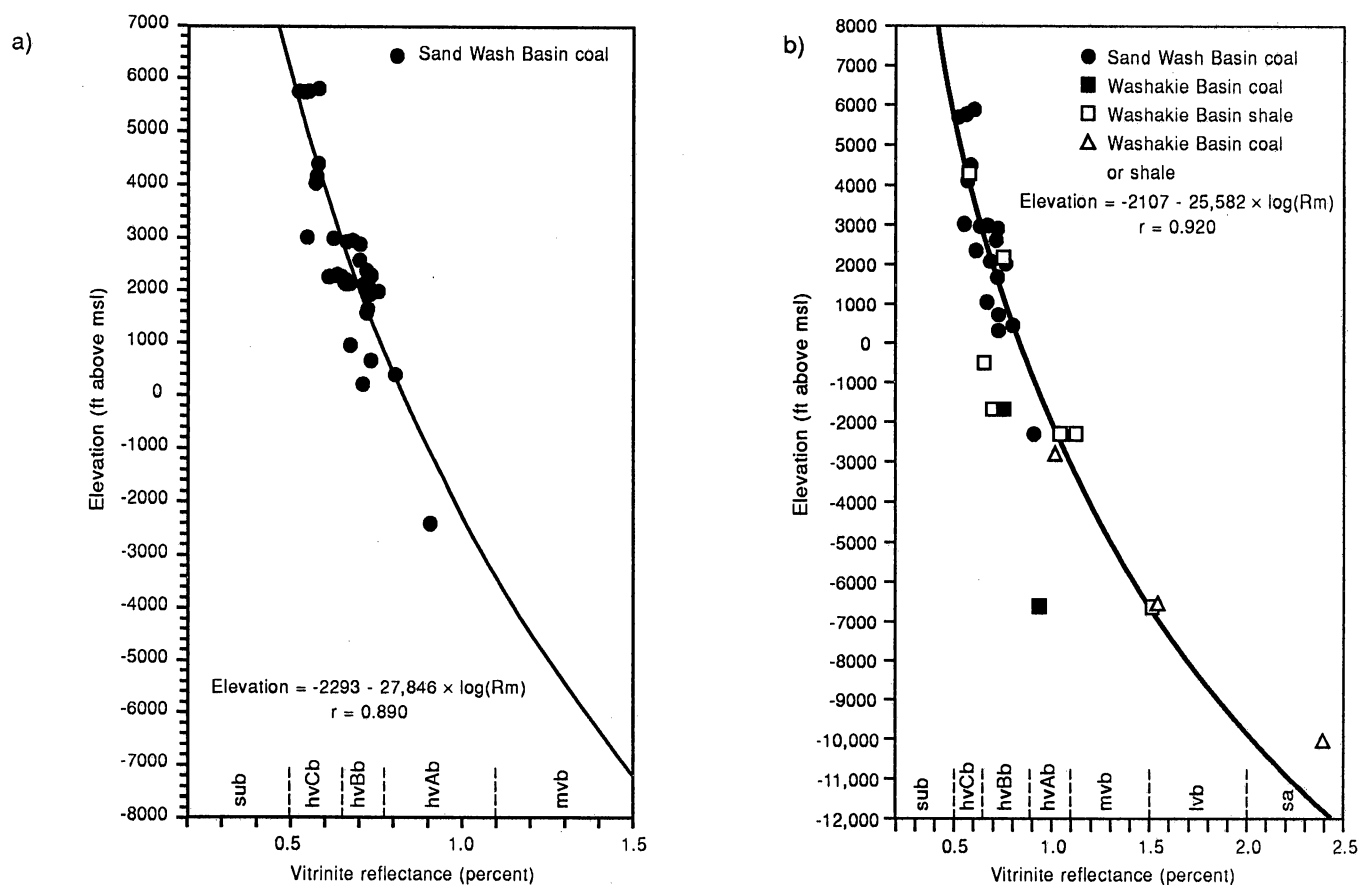 a)
7000
6000
5000
4000
3000
2000
1000
0
-1000
-2000
-3000
-4000
-5000
-6000
-7000
-8000
Elevation (ft above msl)
Sand Wash Basin coal
Elevation = -2293 - 27,846 × log(Rm)
r = 0.890
sub
hvCb
hvBb
hvAb
mvb
0.5
1.0
1.5
Vitrinite reflectance (percent)
b)
8000
7000
6000
5000
4000
3000
2000
1000
0
-1000
-2000
-3000
-4000
-5000
-6000
-7000
-8000
-9000
-10,000
-11,000
-12,000
Elevation (ft above msl)
Sand Wash Basin coal
Washakie Basin coal
Washakie Basin shale
Washakie Basin coal
or shale
Elevation = -2107 - 25,582 × log(Rm)
r = 0.920
sub
hvCb
hvBb
hvAb
mvb
lvb
sa
0.5
1.0
1.5
2.0
2.5
Vitrinite reflectance (percent)